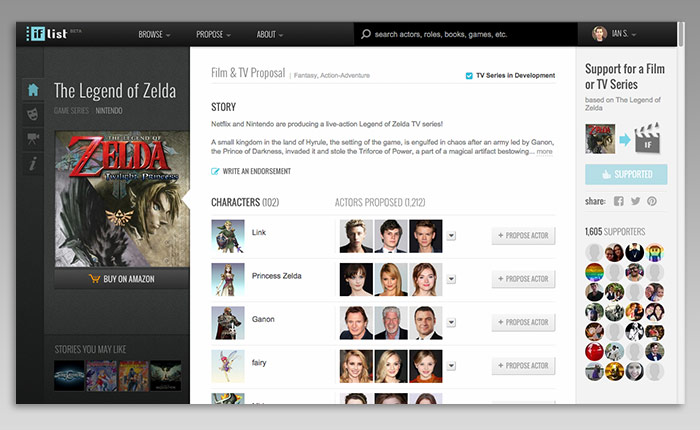 if list BETA
BROWSE PROPOSE ABOUT
search actors, roles, books, games, etc.
IAN S.
The Legend of Zelda
GAME SERIES NINTENDO
THE LEGEND OF
ZELDA
Twilight Princess
BUY ON AMAZON
STORIES YOU MAY LIKE
Film & TV Proposal | Fantasy, Action-Adventure
TV Series in Development
STORY
Netflix and Nintendo are producing a live-action Legend of Zelda TV series!
A small kingdom in the land of Hyrule, the setting of the game, is engulfed in chaos after an army led by Ganon,
the Prince of Darkness, invaded it and stole the Triforce of Power, a part of a magical artifact bestowing... more
WRITE AN ENDORSEMENT
CHARACTERS (102) ACTORS PROPOSED (1,212)
Link
+ PROPOSE ACTOR
Princess Zelda
+ PROPOSE ACTOR
Ganon
+ PROPOSE ACTOR
fairy
+ PROPOSE ACTOR
Support for a Film
or TV Series
based on The Legend of
Zelda
IF
SUPPORTED
share:
1,605 SUPPORTERS